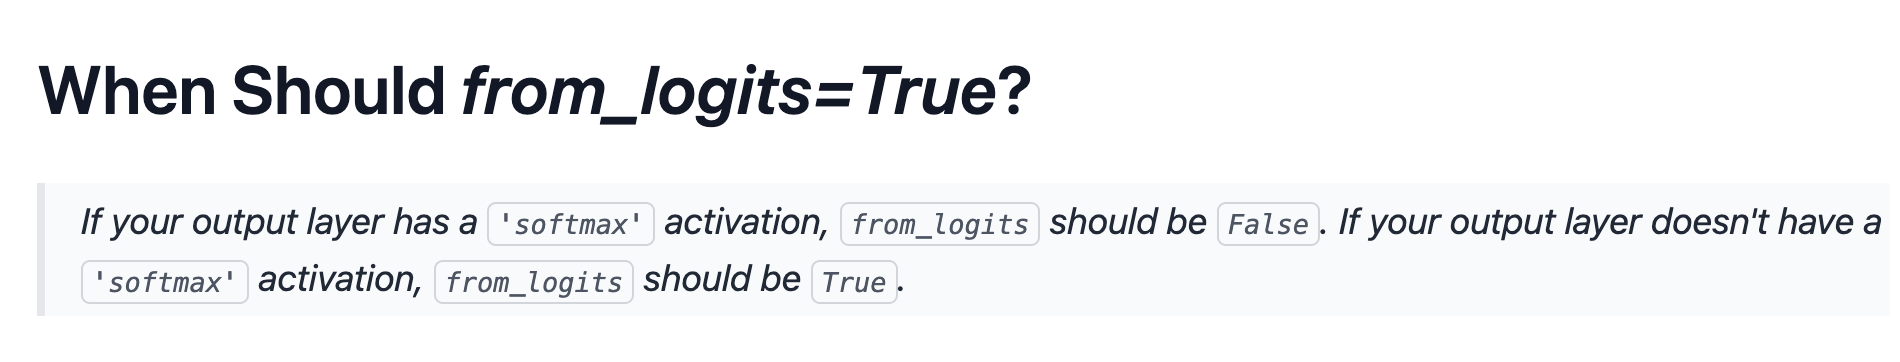 When Should from_logits=True?
If your output layer has a 'softmax' activation, from_logits should be False. If your output layer doesn't have a
'softmax' activation, from_logits should be True.